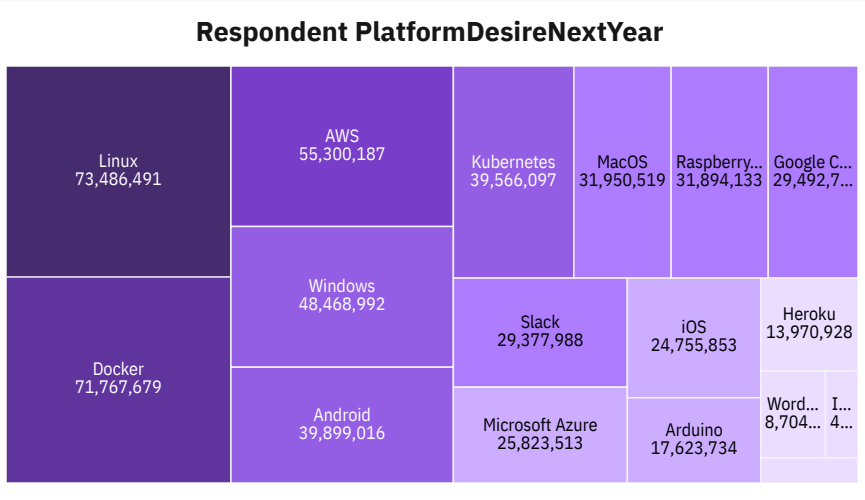 Respondent PlatformDesireNextYear
Linux
73,486,491
Docker
71,767,679
AWS
55,300,187
Windows
48,468,992
Android
39,899,016
Kubernetes
39,566,097
MacOS
31,950,519
Raspberry...
31,894,133
Google C...
29,492,7...
Slack
29,377,988
Microsoft Azure
25,823,513
iOS
24,755,853
Arduino
17,623,734
Heroku
13,970,928
Word...
8,704...
I...
4...